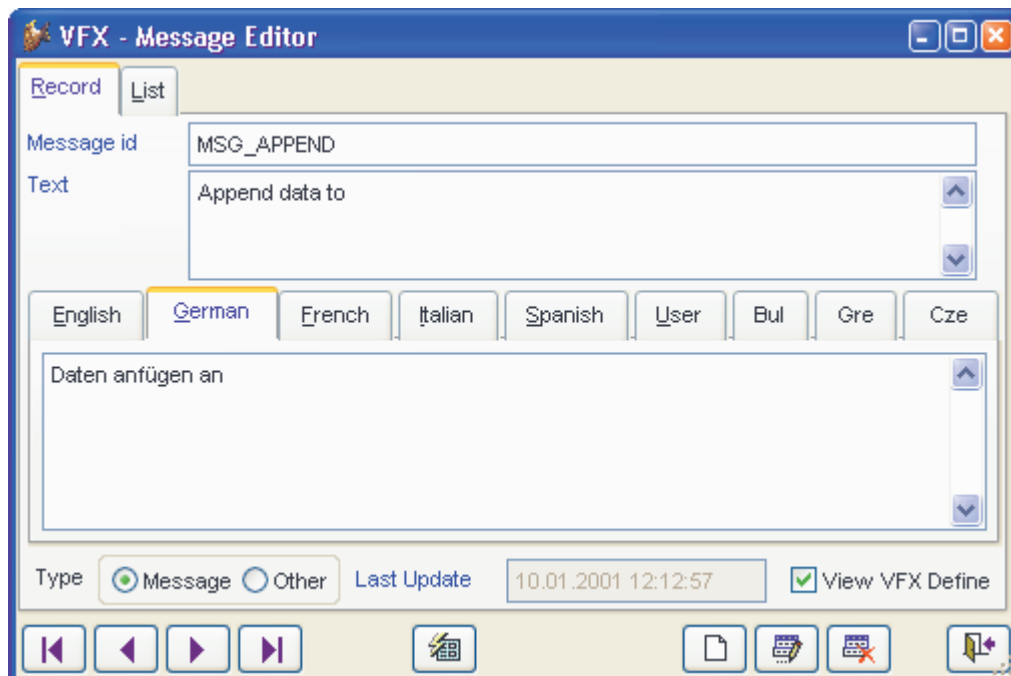 VFX - Message Editor
Record List
Message id MSG_APPEND
Text Append data to
English German French Italian Spanish User Bul Gre Cze
Daten anfügen an
Type Message Other Last Update 10.01.2001 12:12:57 View VFX Define